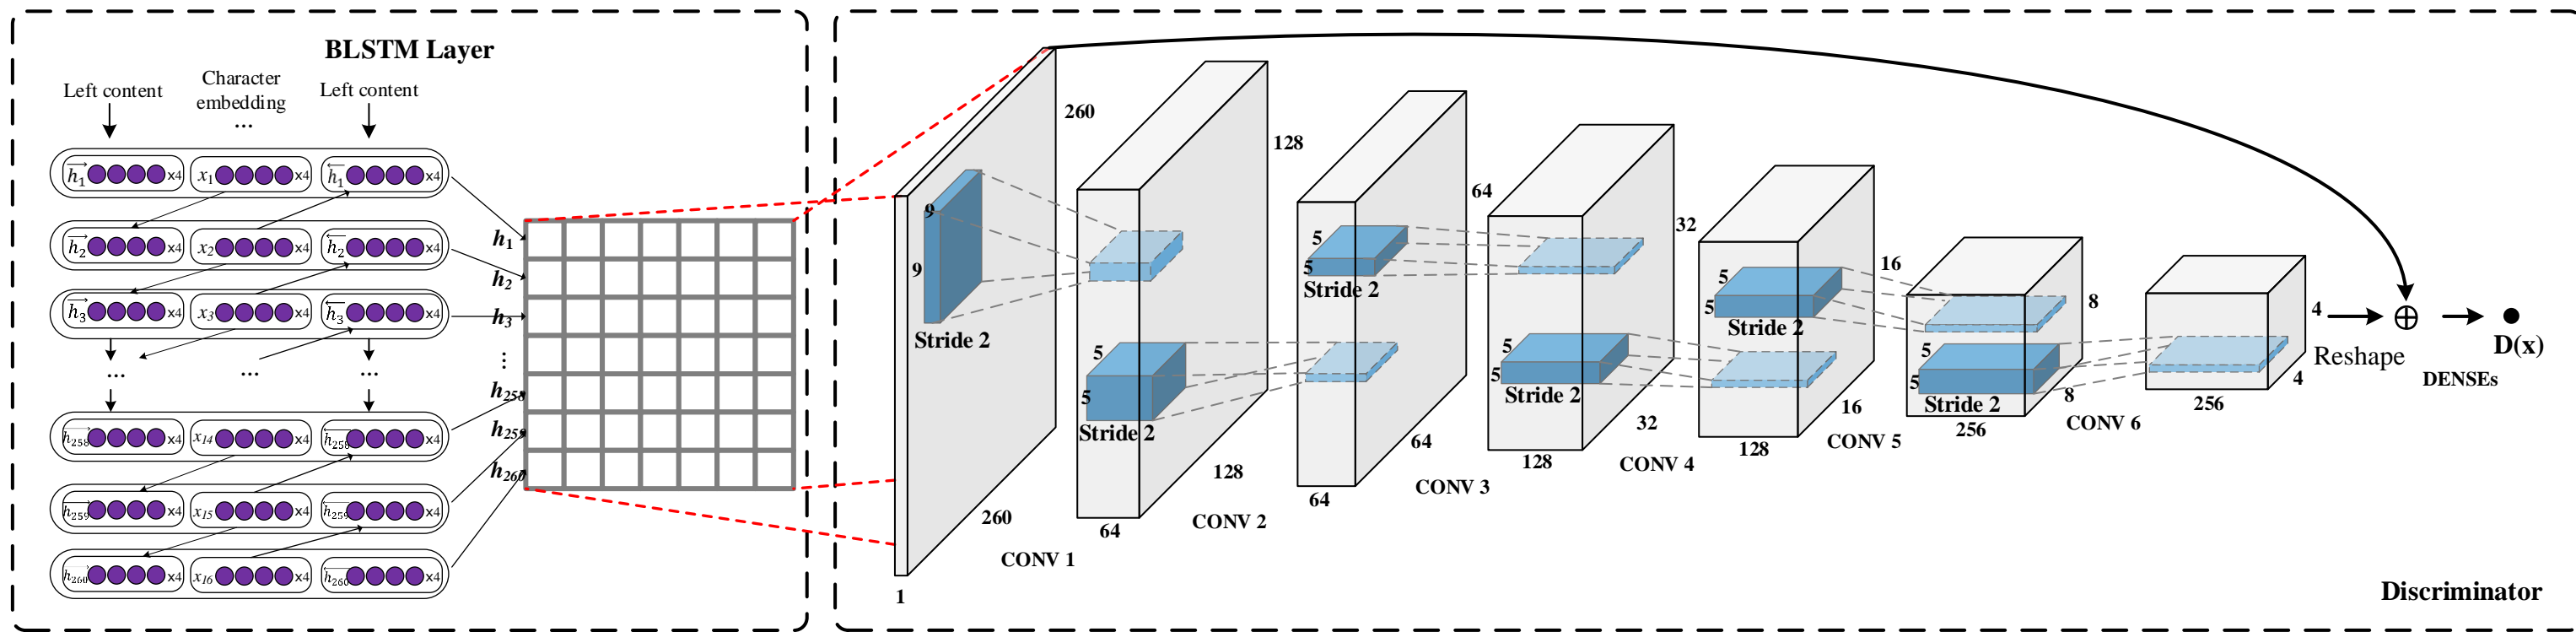 BLSTM Layer
Left content
Character
embedding
...
Left content
h1 x4 x1 x4 h1 x4
h2 x4 x2 x4 h2 x4
h3 x4 x3 x4 h3 x4
... ... ...
h258 x4 x14 x4 h258 x4
h259 x4 x15 x4 h259 x4
h260 x4 x16 x4 h260 x4
h1
h2
h3
⋮
h258
h259
h260
9
9
Stride 2
260
260
1
CONV 1
5
5
Stride 2
128
128
64
CONV 2
5
5
Stride 2
64
64
64
CONV 3
5
5
Stride 2
32
32
128
CONV 4
5
5
Stride 2
16
16
128
CONV 5
5
5
Stride 2
8
8
256
CONV 6
4
4
256
Reshape
⊕
DENSEs
D(x)
Discriminator